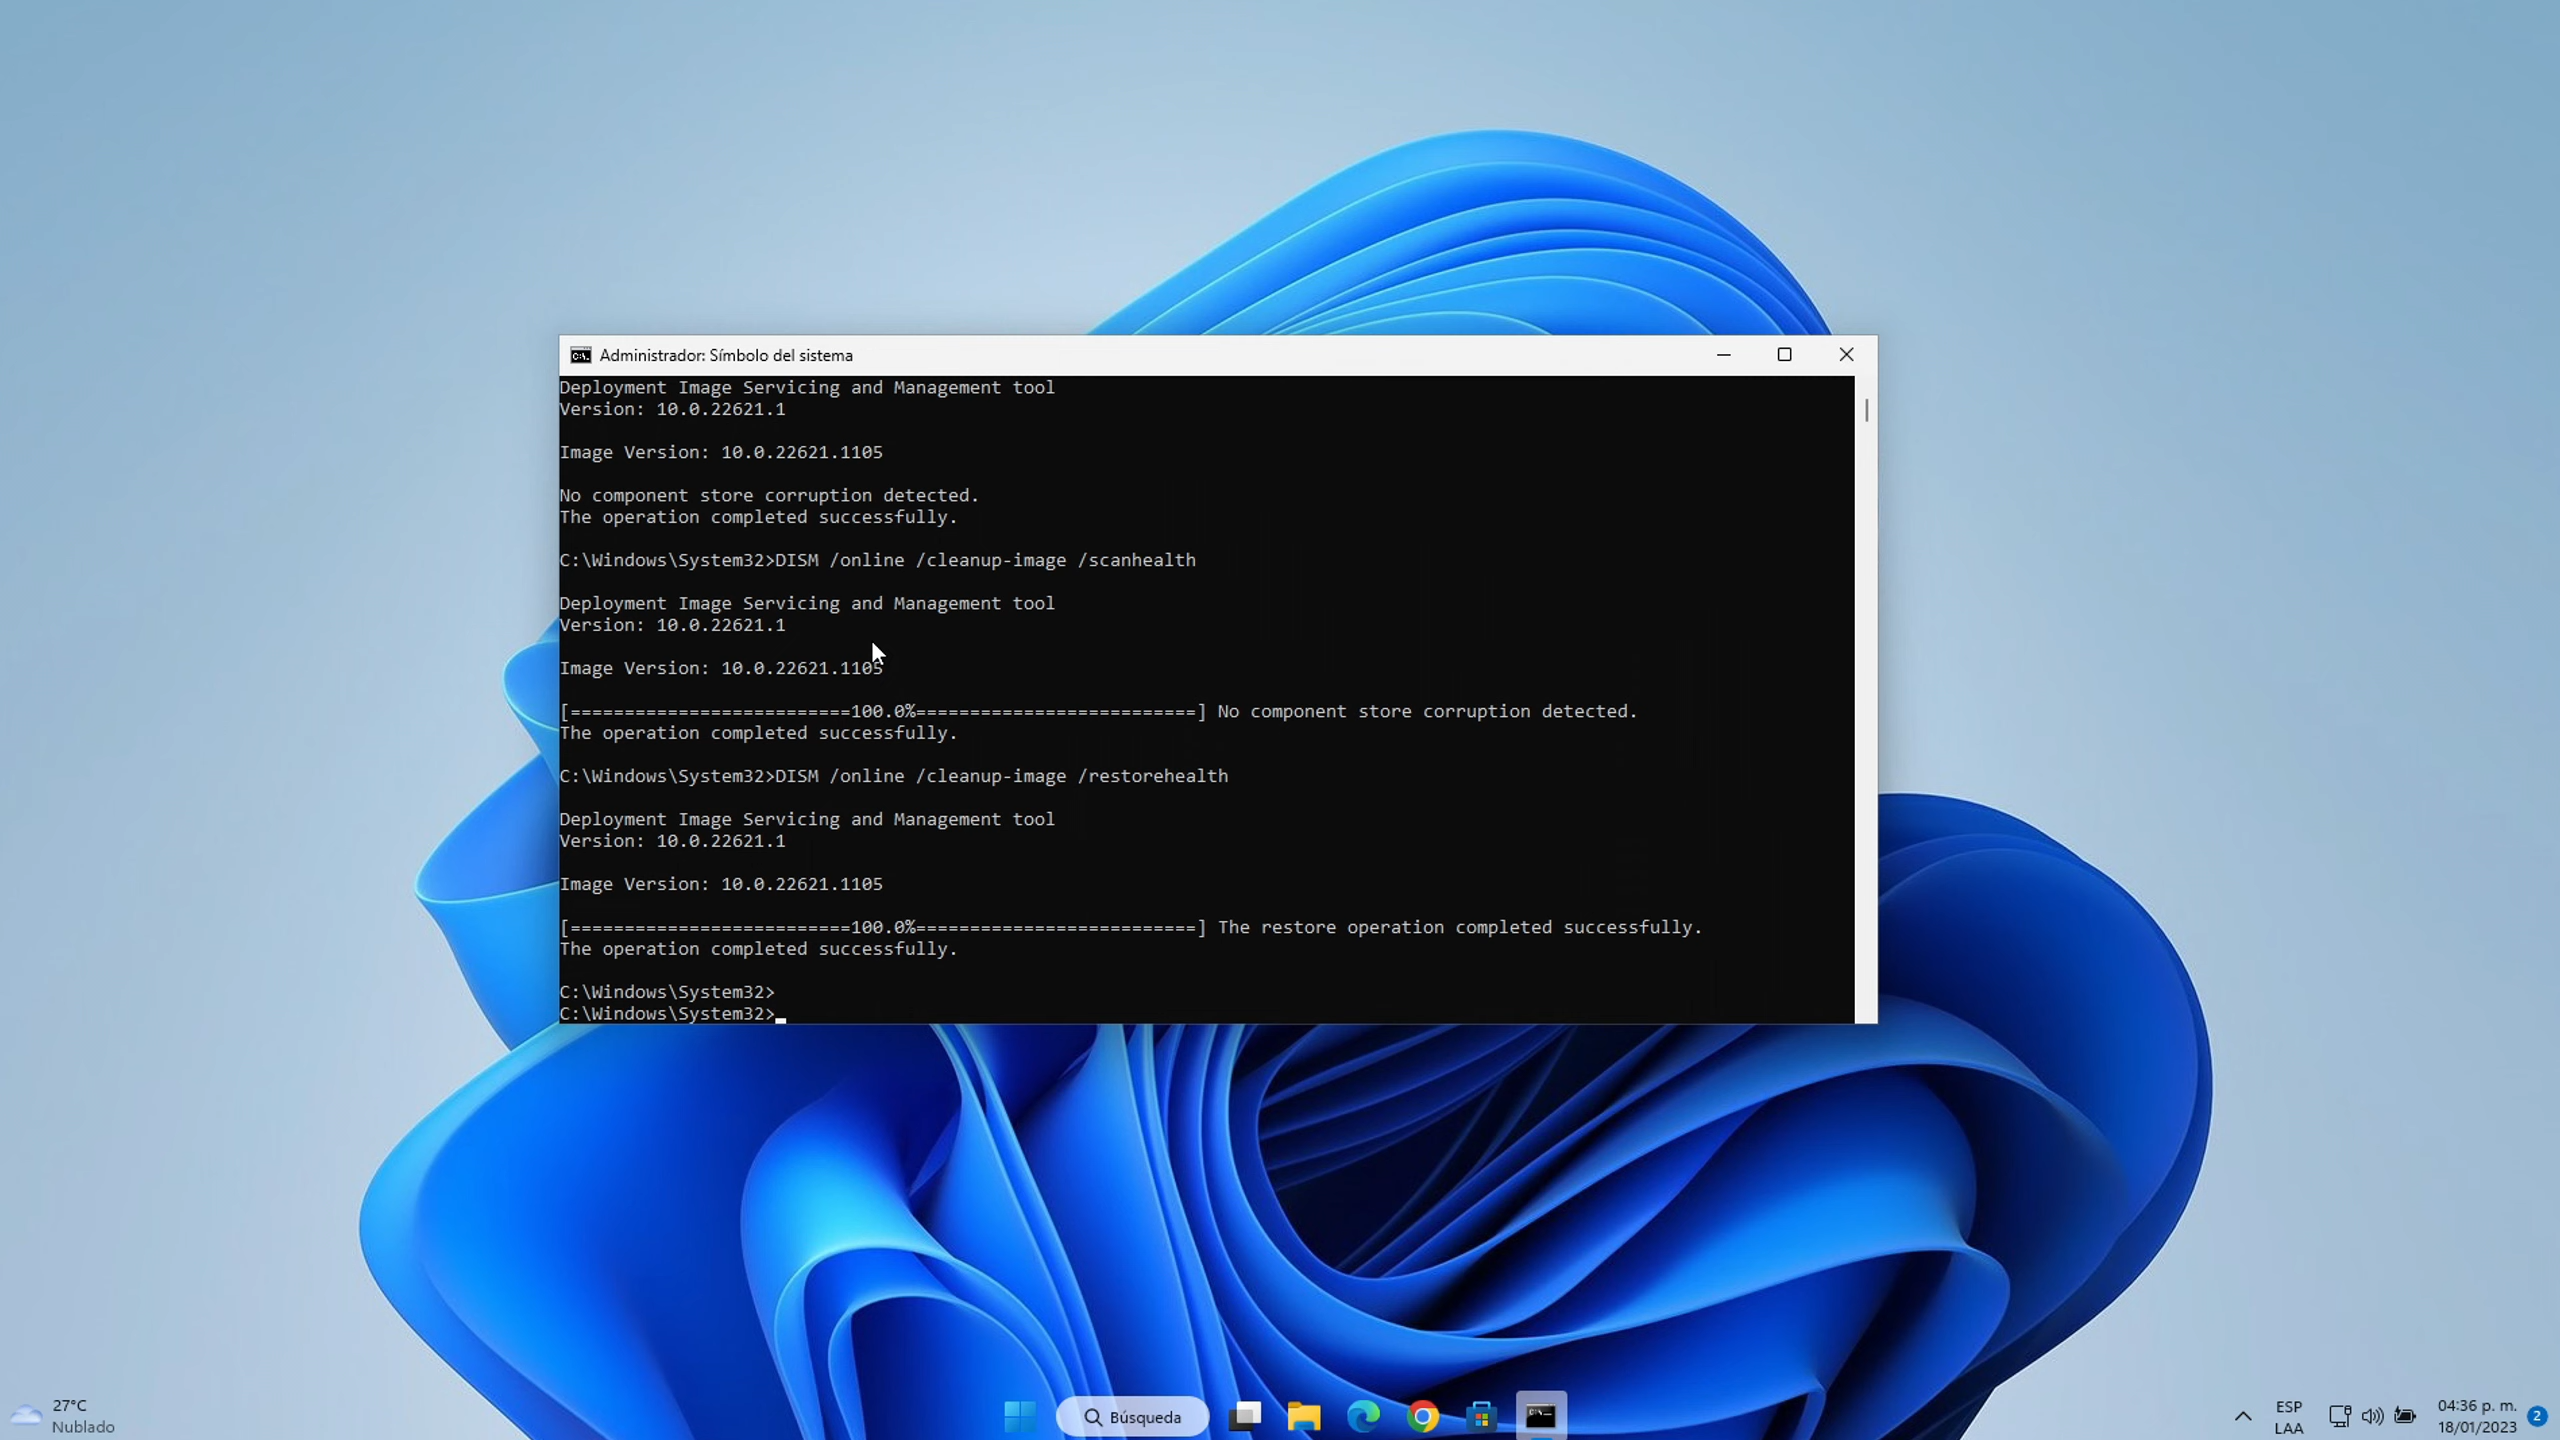 Administrador: Símbolo del sistema
Deployment Image Servicing and Management tool
Version: 10.0.22621.1
Image Version: 10.0.22621.1105
No component store corruption detected.
The operation completed successfully.
C:\Windows\System32>DISM /online /cleanup-image /scanhealth
Deployment Image Servicing and Management tool
Version: 10.0.22621.1
Image Version: 10.0.22621.1105
[==========================100.0%==========================] No component store corruption detected.
The operation completed successfully.
C:\Windows\System32>DISM /online /cleanup-image /restorehealth
Deployment Image Servicing and Management tool
Version: 10.0.22621.1
Image Version: 10.0.22621.1105
[==========================100.0%==========================] The restore operation completed successfully.
The operation completed successfully.
C:\Windows\System32>
C:\Windows\System32>
27°C
Nublado
Búsqueda
ESP
LAA
04:36 p. m.
18/01/2023
2